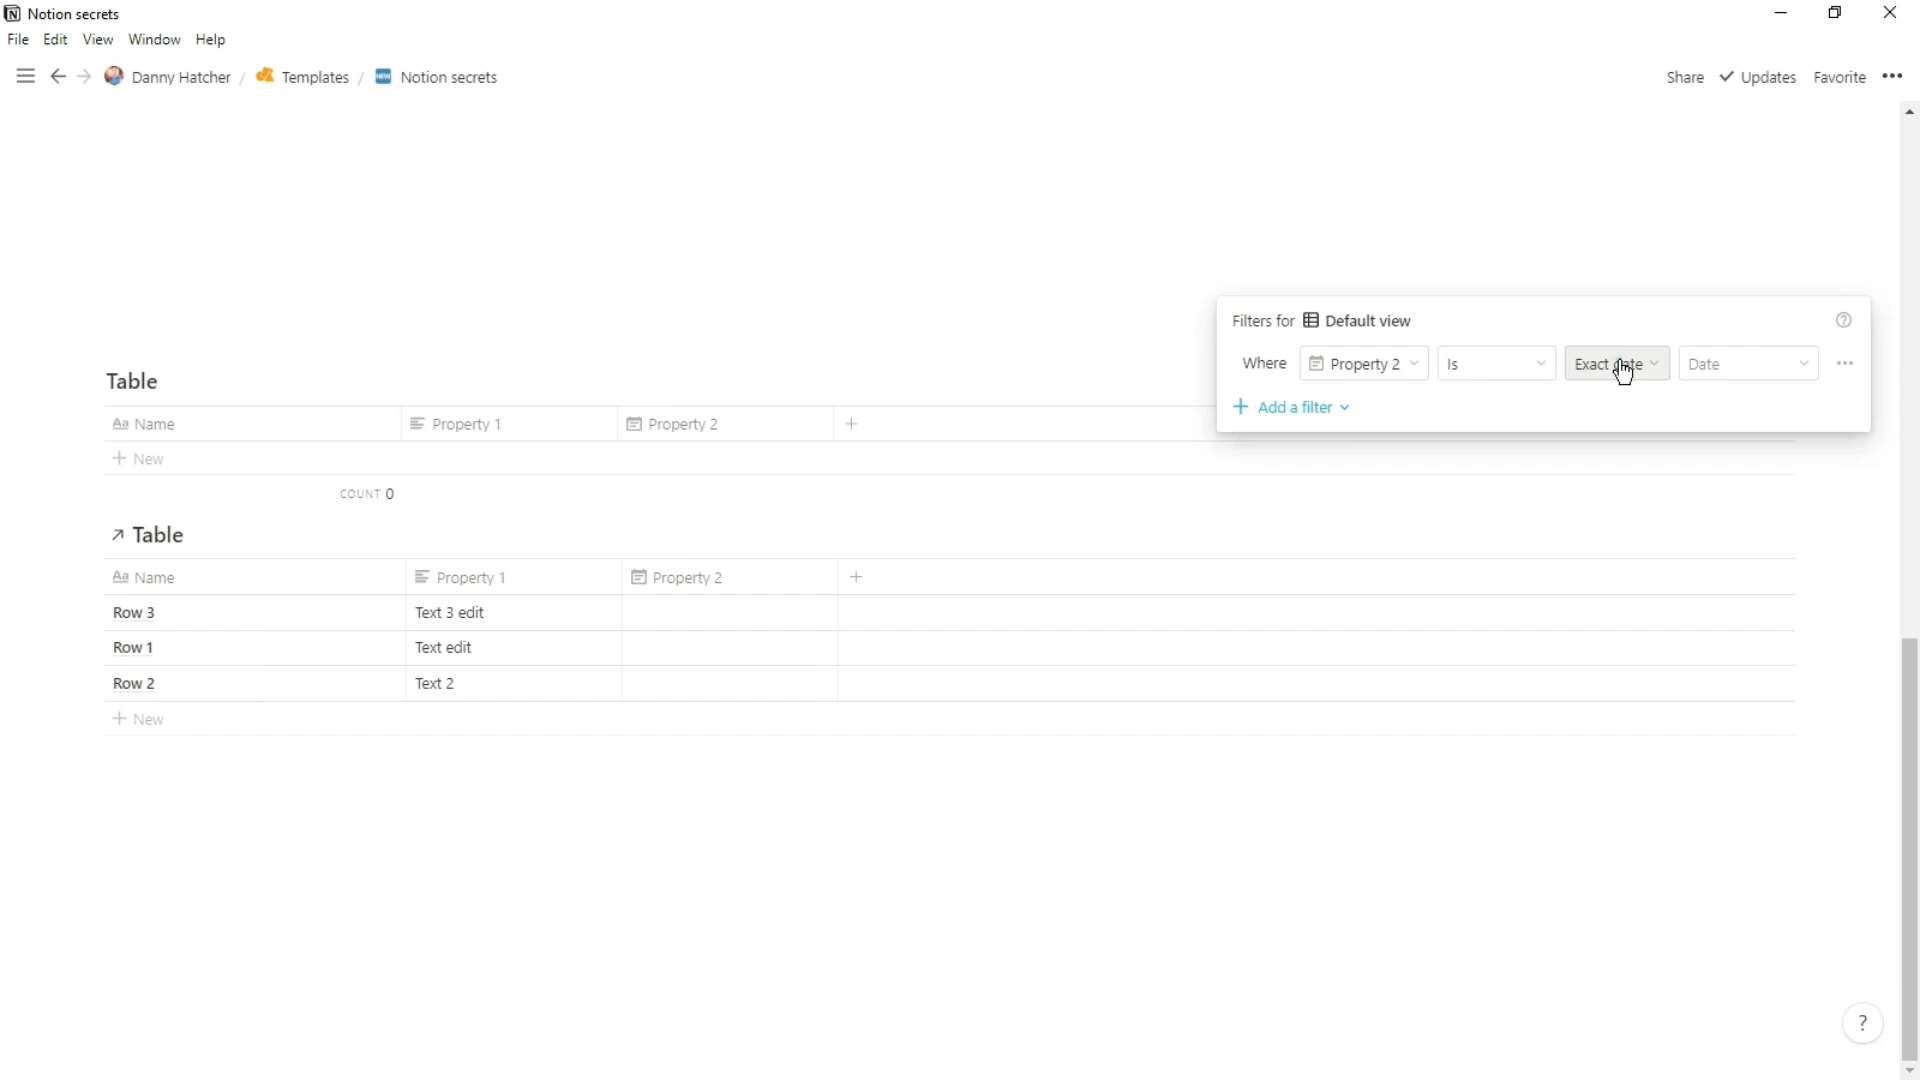 Notion secrets
File Edit View Window Help
Danny Hatcher / Templates / Notion secrets Share Updates Favorite •••
Filters for Default view
Where Property 2 Is Exact date Date •••
+ Add a filter
Table
Aa Name Property 1 Property 2 +
+ New
COUNT 0
↗ Table
Aa Name Property 1 Property 2 +
Row 3 Text 3 edit
Row 1 Text edit
Row 2 Text 2
+ New
?